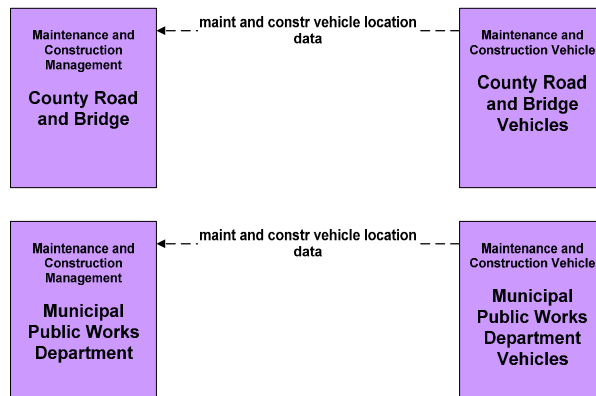 Maintenance and
Construction
Management
County Road
and Bridge
maint and constr vehicle location
data
Maintenance and
Construction Vehicle
County Road
and Bridge
Vehicles
Maintenance and
Construction
Management
Municipal
Public Works
Department
maint and constr vehicle location
data
Maintenance and
Construction Vehicle
Municipal
Public Works
Department
Vehicles